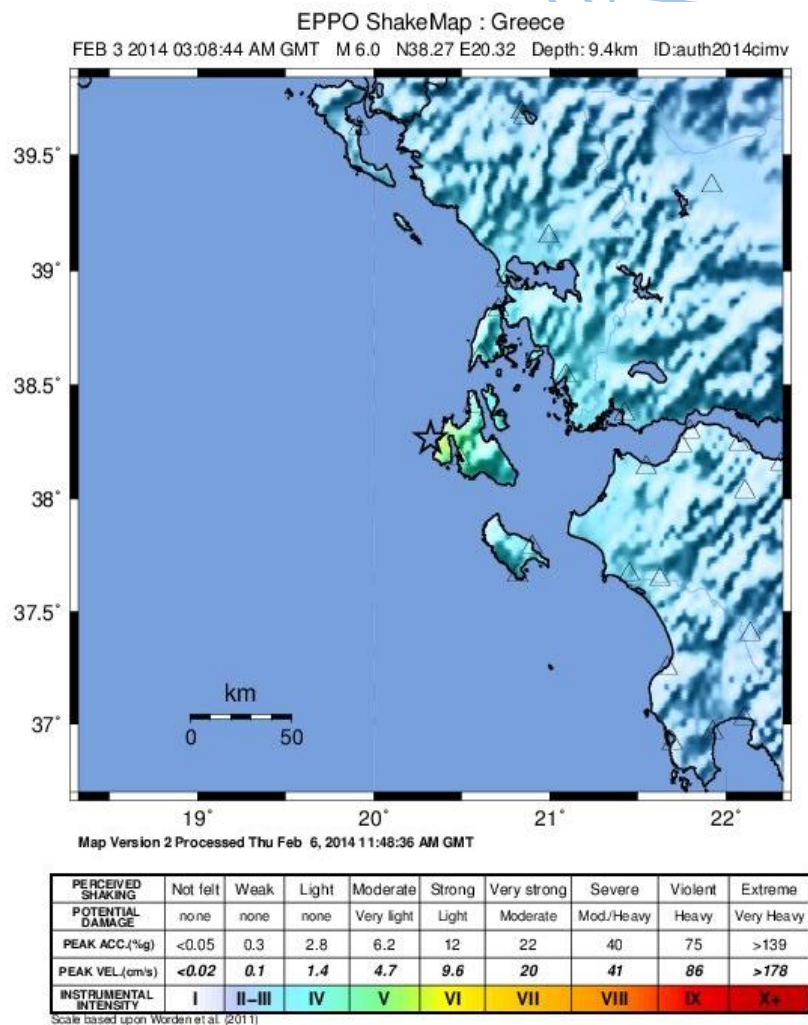 EPPO ShakeMap : Greece
FEB 3 2014 03:08:44 AM GMT M 6.0 N38.27 E20.32 Depth: 9.4km ID:auth2014cimv
39.5˚
39˚
38.5˚
38˚
37.5˚
37˚
km
0 50
19˚ 20˚ 21˚ 22˚
Map Version 2 Processed Thu Feb 6, 2014 11:48:36 AM GMT
PERCEIVED SHAKING Not felt Weak Light Moderate Strong Very strong Severe Violent Extreme
POTENTIAL DAMAGE none none none Very light Light Moderate Mod./Heavy Heavy Very Heavy
PEAK ACC.(%g) <0.05 0.3 2.8 6.2 12 22 40 75 >139
PEAK VEL.(cm/s) <0.02 0.1 1.4 4.7 9.6 20 41 86 >178
INSTRUMENTAL INTENSITY I II–III IV V VI VII VIII IX X+
Scale based upon Worden et al. (2011)